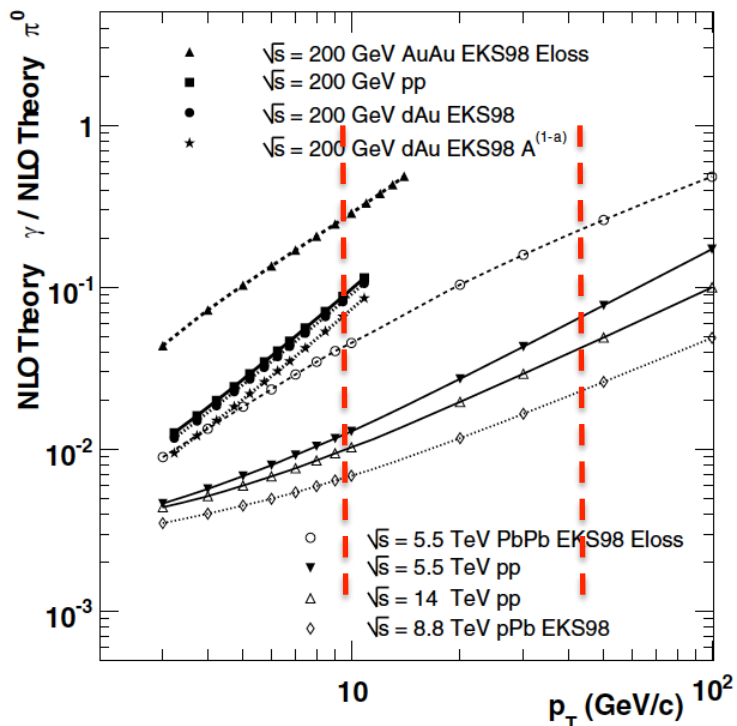 √s = 200 GeV AuAu EKS98 Eloss
√s = 200 GeV pp
√s = 200 GeV dAu EKS98
√s = 200 GeV dAu EKS98 A^(1-a)
NLO Theory γ / NLO Theory π⁰
1
10⁻¹
10⁻²
10⁻³
√s = 5.5 TeV PbPb EKS98 Eloss
√s = 5.5 TeV pp
√s = 14 TeV pp
√s = 8.8 TeV pPb EKS98
10
10²
p_T (GeV/c)